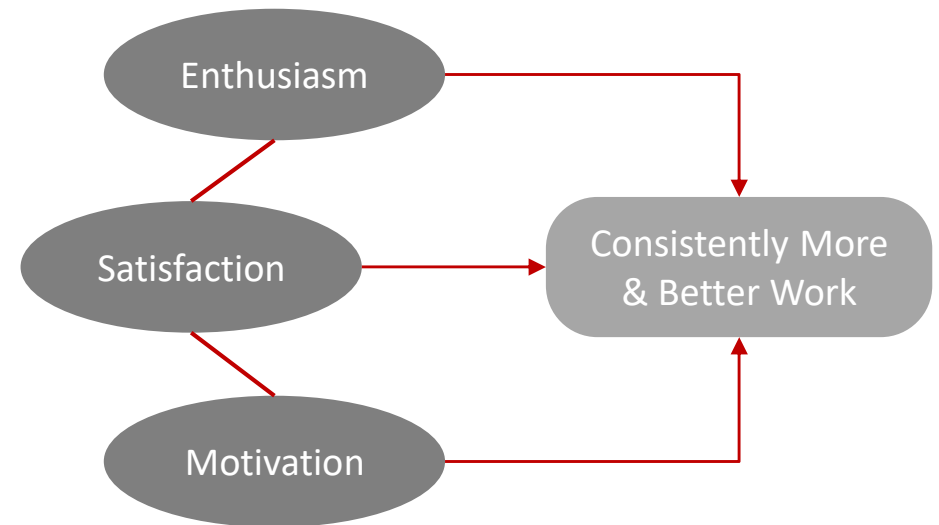 Enthusiasm
Satisfaction
Consistently More
& Better Work
Motivation